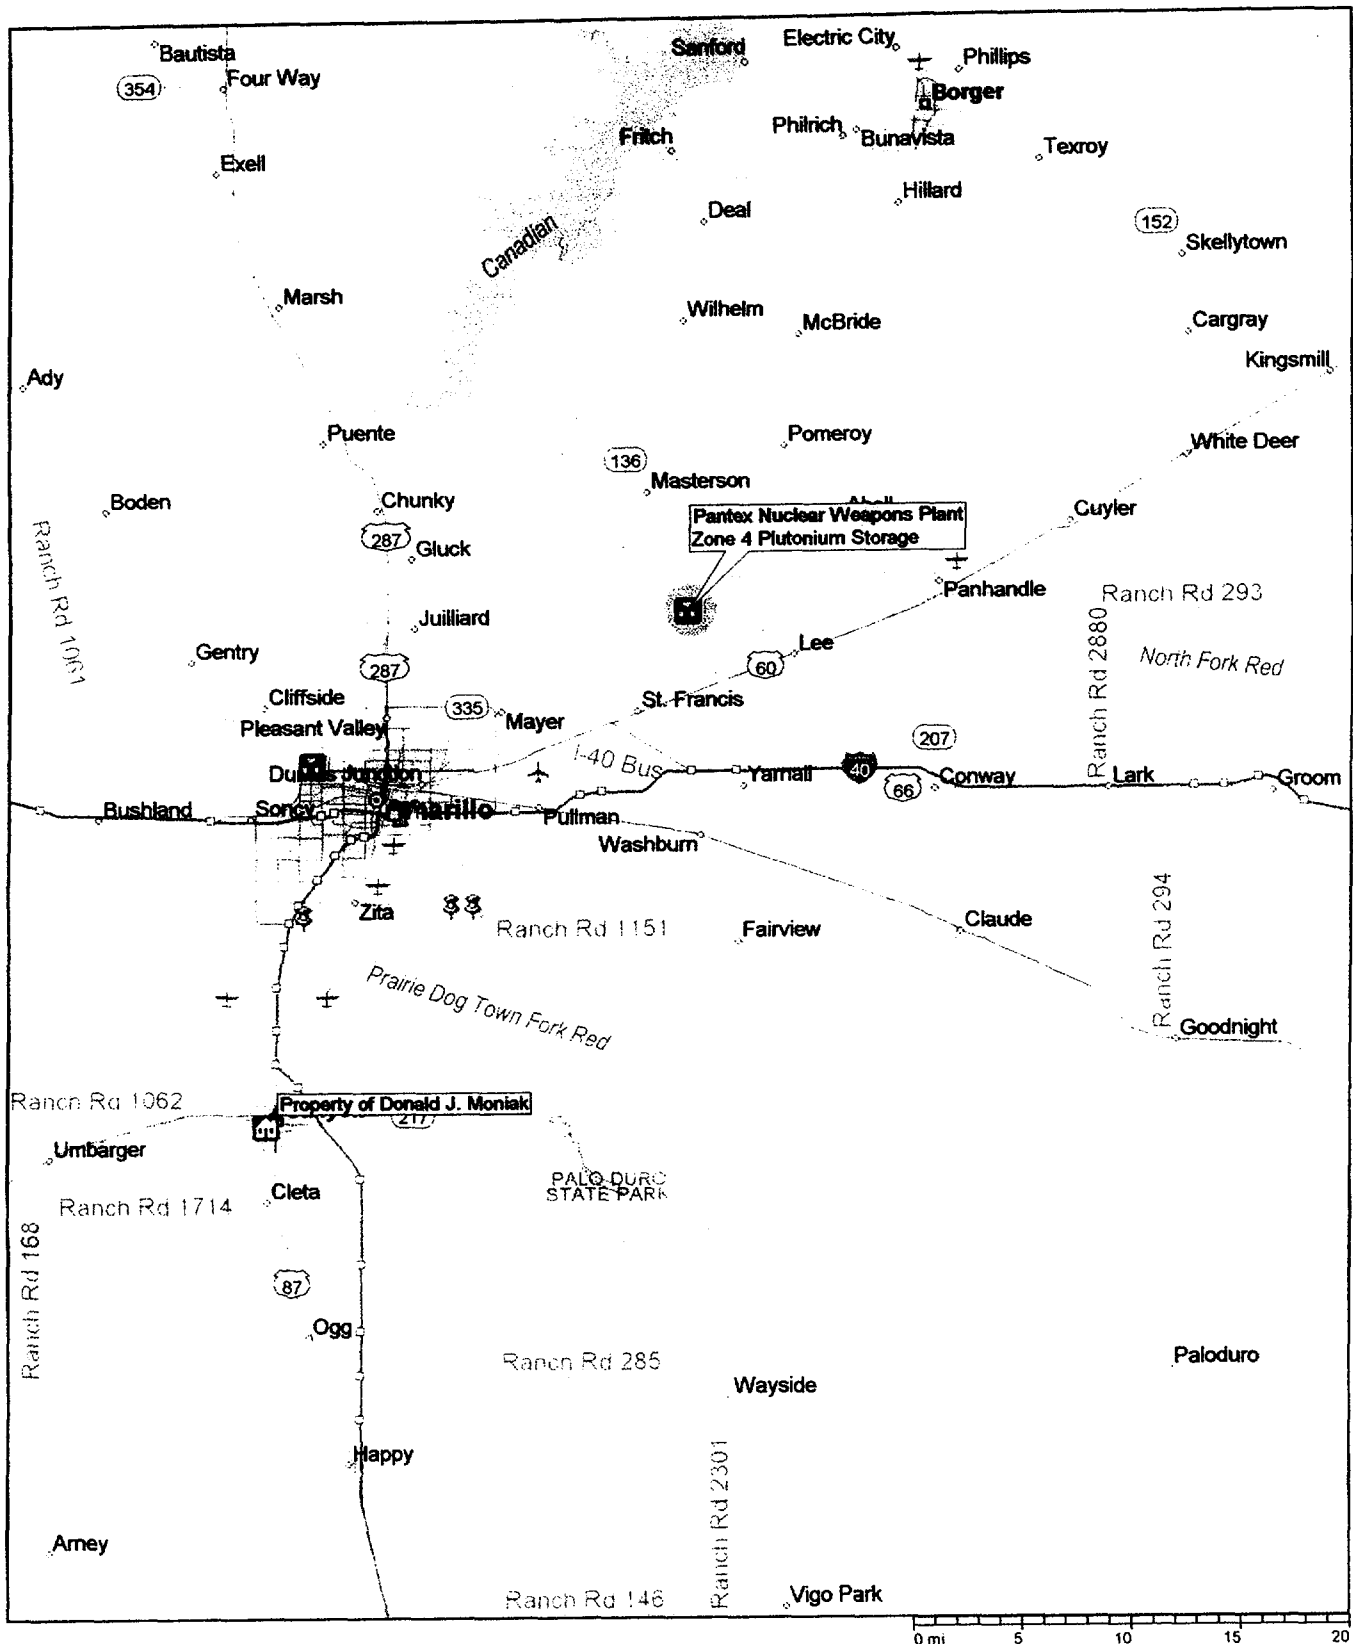 Bautista
354
Four Way
Exell
Sanford
Electric City
Phillips
Borger
Fritch
Philrich
Bunavista
Texroy
Hillard
Deal
152
Skellytown
Canadian
Marsh
Wilhelm
McBride
Cargray
Kingsmill
Ady
Puente
Pomeroy
White Deer
136
Masterson
Boden
Chunky
Cuyler
Pantex Nuclear Weapons Plant
Zone 4 Plutonium Storage
287
Gluck
Ranch Rd 1061
Panhandle
Ranch Rd 293
Juilliard
Ranch Rd 2880
Gentry
287
Lee
60
North Fork Red
Cliffside
335
Mayer
St. Francis
Pleasant Valley
207
I-40 Bus
Dumas Junction
Yarnall
40
66
Conway
Lark
Groom
Bushland
Soncy
Amarillo
Pullman
Washburn
Zita
Ranch Rd 1151
Fairview
Claude
Ranch Rd 294
Prairie Dog Town Fork Red
Goodnight
Ranch Rd 1062
Property of Donald J. Moniak
217
Umbarger
PALO DURO
STATE PARK
Cleta
Ranch Rd 1714
Ranch Rd 168
87
Ogg
Ranch Rd 285
Paloduro
Wayside
Happy
Ranch Rd 2301
Arney
Ranch Rd 146
Vigo Park
0 mi 5 10 15 20